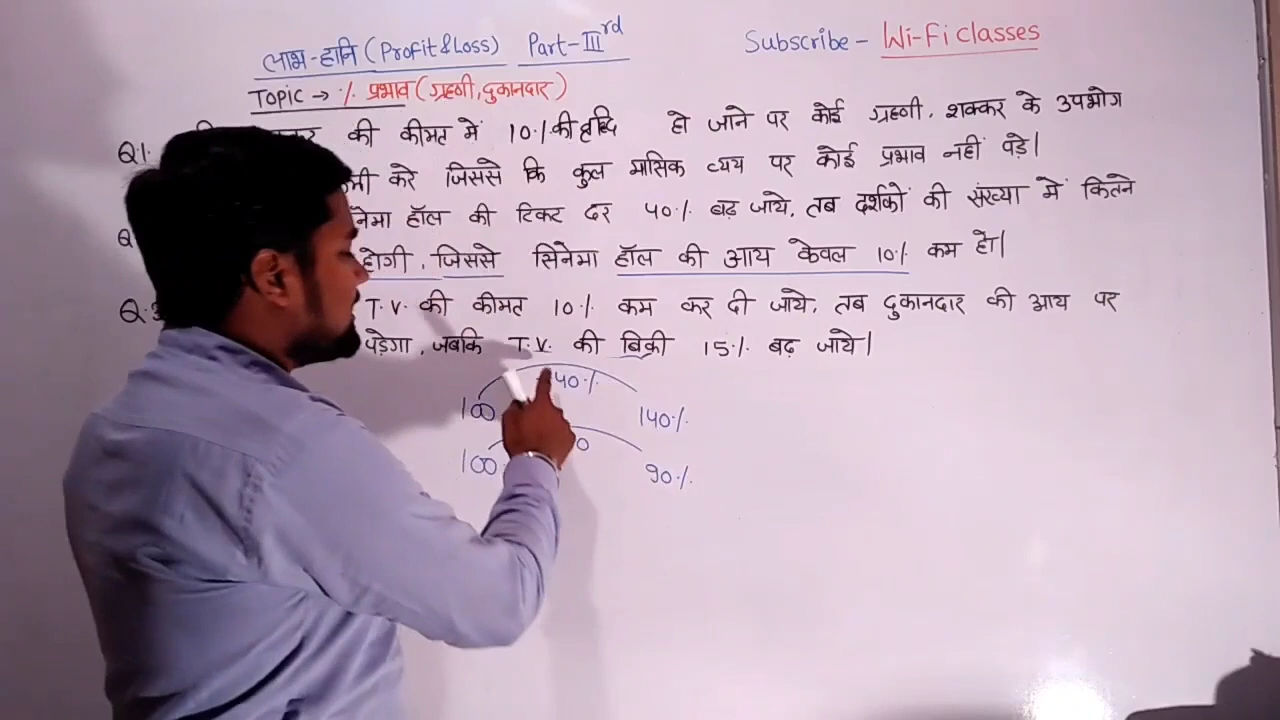 लाभ-हानि (Profit & Loss) Part-IIIrd
Subscribe - Wi-Fi classes
TOPIC → % प्रभाव (ग्रहणी, दुकानदार)
Q.1. की कीमत में 10% की वृद्धि हो जाने पर कोई ग्रहणी, शक्कर के उपभोग
करे जिससे कि कुल मासिक व्यय पर कोई प्रभाव नहीं पड़े।
हॉल की टिकट दर 40% बढ़ जाये, तब दर्शकों की संख्या में कितने
होगी, जिससे सिनेमा हॉल की आय केवल 10% कम हो।
Q.3 T.V. की कीमत 10% कम कर दी जाये, तब दुकानदार की आय पर
पड़ेगा, जबकि T.V. की बिक्री 15% बढ़ जाये।
100 40% 140%
100 90%